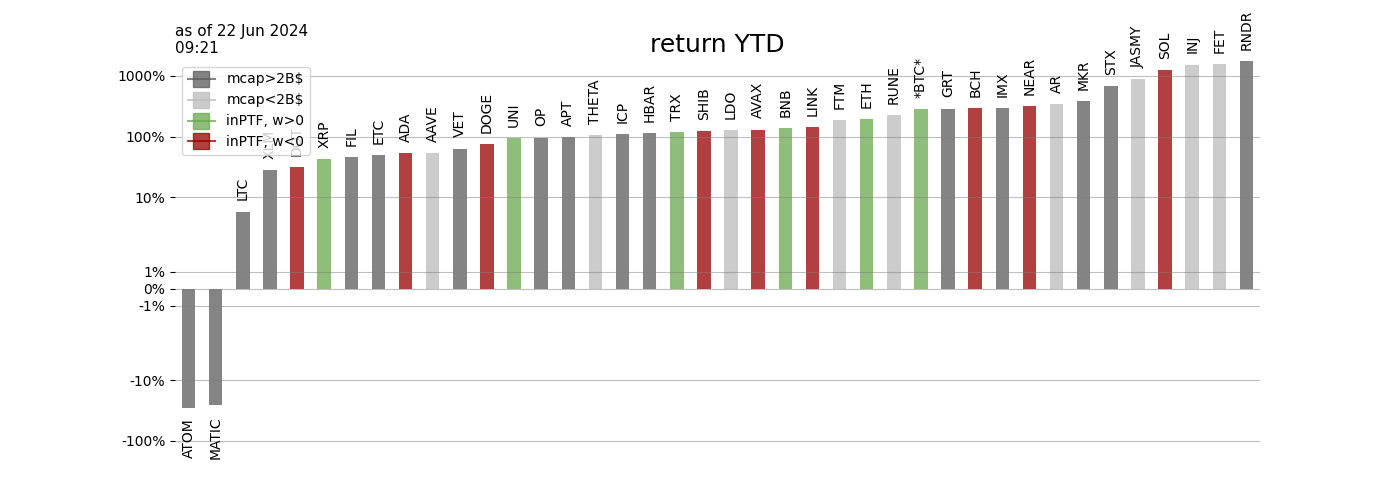 as of 22 Jun 2024
09:21
return YTD
mcap>2B$
mcap<2B$
inPTF, w>0
inPTF, w<0
1000%
100%
10%
1%
0%
-1%
-10%
-100%
ATOM
MATIC
LTC
XLM
DOT
XRP
FIL
ETC
ADA
AAVE
VET
DOGE
UNI
OP
APT
THETA
ICP
HBAR
TRX
SHIB
LDO
AVAX
BNB
LINK
FTM
ETH
RUNE
*BTC*
GRT
BCH
IMX
NEAR
AR
MKR
STX
JASMY
SOL
INJ
FET
RNDR